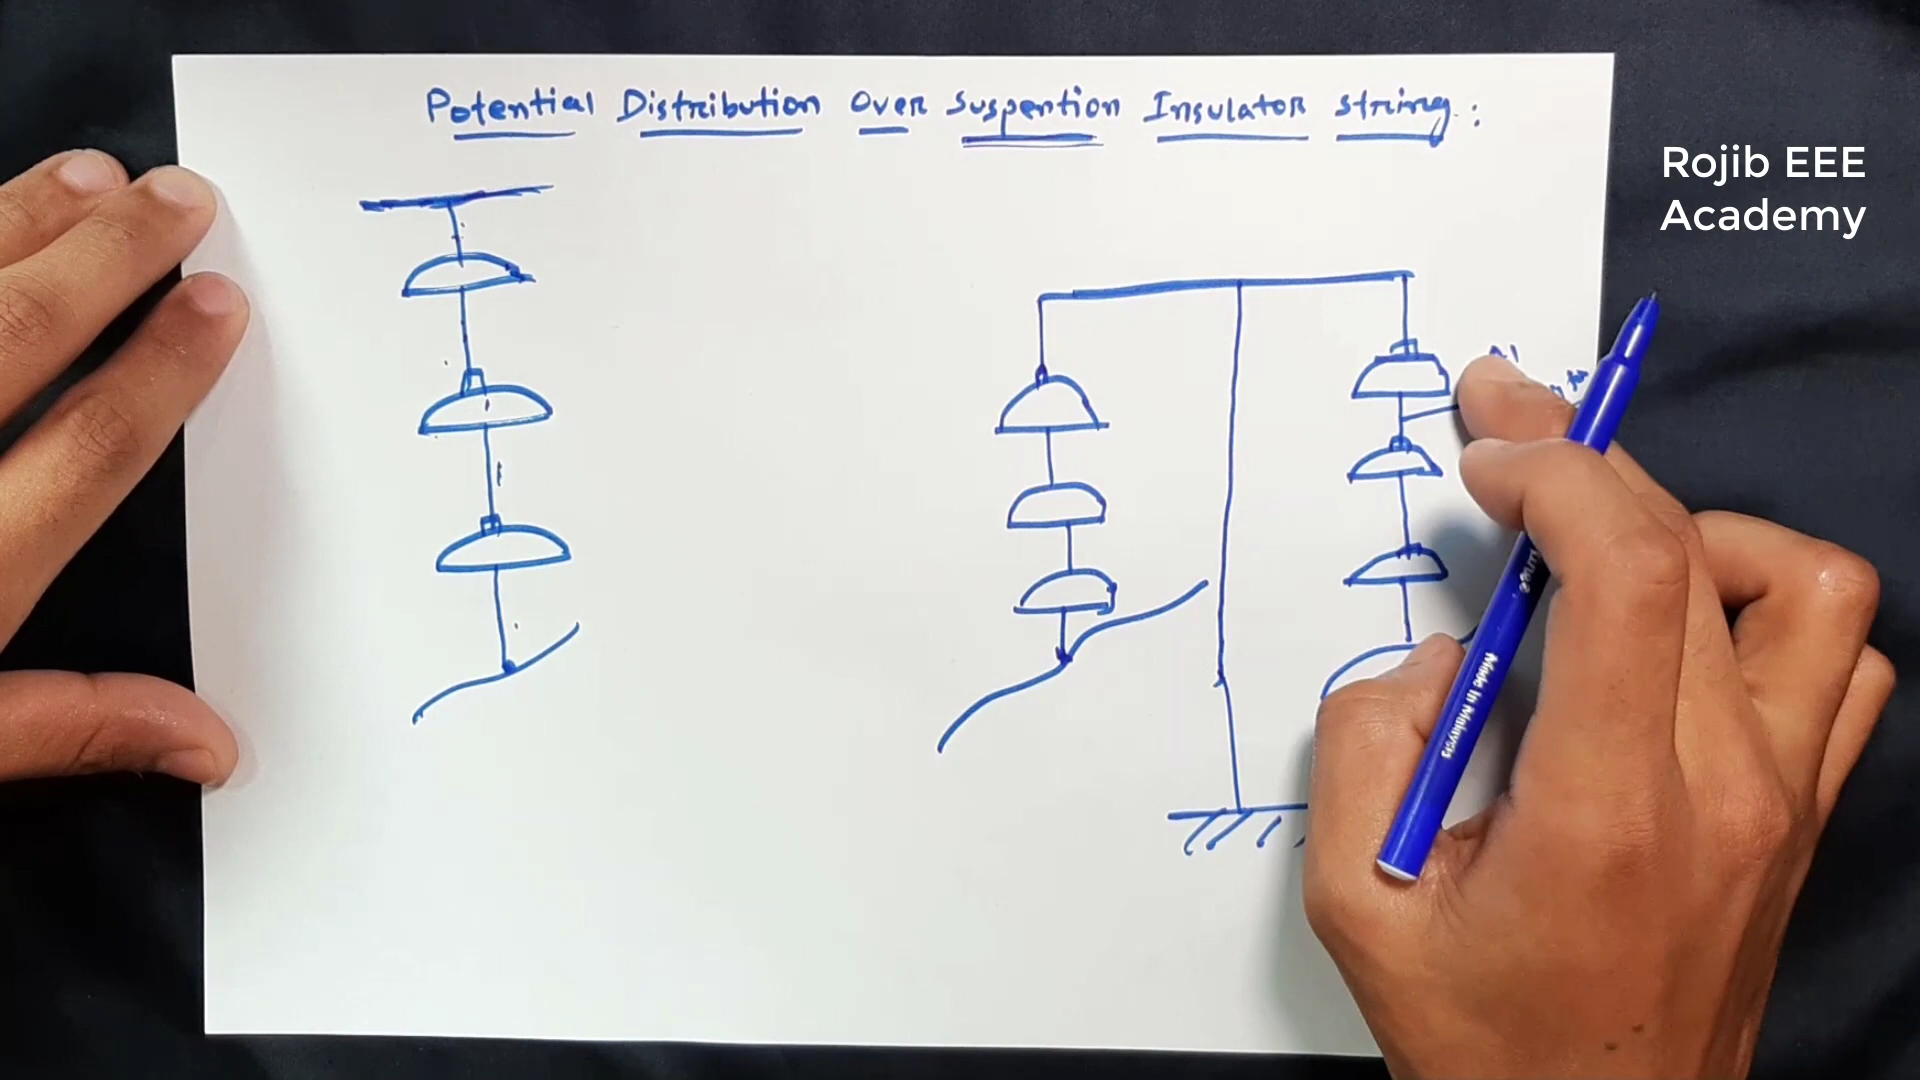 Potential Distribution Over Suspention Insulator string:
Rojib EEE
Academy
Made in Malaysia